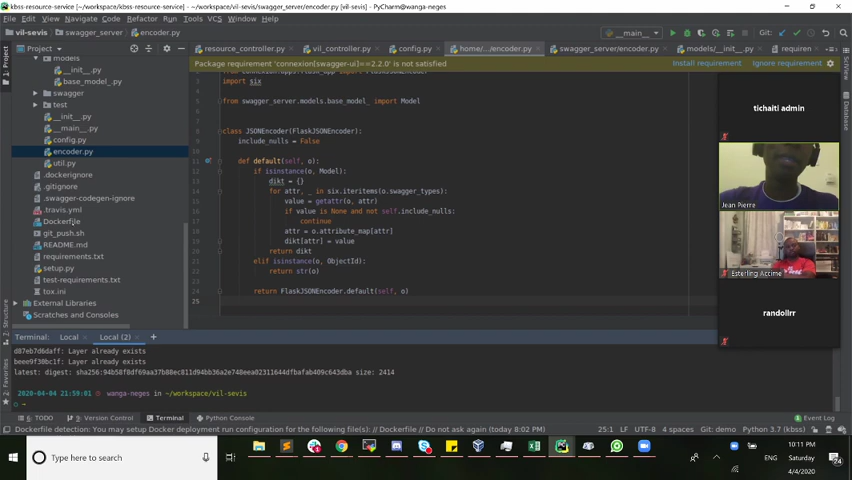 kbss-resource-service [~/workspace/kbss-resource-service] - ~/workspace/vil-sevis/swagger_server/encoder.py [vil-sevis] - PyCharm@wanga-neges
File Edit View Navigate Code Refactor Run Tools VCS Window Help
vil-sevis swagger_server encoder.py
__main__ Git:
Project resource_controller.py vil_controller.py config.py home/.../encoder.py swagger_server/encoder.py models/__init__.py requiren
Package requirement 'connexion[swagger-ui]==2.2.0' is not satisfied Install requirement Ignore requirement
models
__init__.py
base_model_.py
swagger
test
__init__.py
__main__.py
config.py
encoder.py
util.py
.dockerignore
.gitignore
.swagger-codegen-ignore
.travis.yml
Dockerfile
git_push.sh
README.md
requirements.txt
setup.py
test-requirements.txt
tox.ini
External Libraries
Scratches and Consoles
import six
from swagger_server.models.base_model_ import Model
class JSONEncoder(FlaskJSONEncoder):
include_nulls = False
def default(self, o):
if isinstance(o, Model):
dikt = {}
for attr, _ in six.iteritems(o.swagger_types):
value = getattr(o, attr)
if value is None and not self.include_nulls:
continue
attr = o.attribute_map[attr]
dikt[attr] = value
return dikt
elif isinstance(o, ObjectId):
return str(o)
return FlaskJSONEncoder.default(self, o)
tichaiti admin
Jean Pierre
Esterling Accime
randollrr
Terminal: Local Local (2)
d87eb7d6daff: Layer already exists
beee9f30bc1f: Layer already exists
2020-04-04 21:59:01 wanga-neges in ~/workspace/vil-sevis
6: TODO 9: Version Control Terminal Python Console Event Log
Dockerfile detection: You may setup Docker deployment run configuration for the following file(s): // Dockerfile // Do not ask again (today 8:02 PM) 25:1 LF UTF-8 4 spaces Git: demo Python 3.7 (kbss)
Type here to search
10:11 PM
ENG Saturday
4/4/2020
24